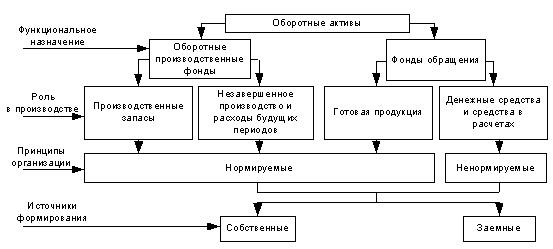 Оборотные активы
Функциональное
назначение
Оборотные
производственные
фонды
Фонды обращения
Роль
в производстве
Производственные
запасы
Незавершенное
производство и
расходы будущих
периодов
Готовая продукция
Денежные средства
и средства в
расчетах
Принципы
организации
Нормируемые
Ненормируемые
Источники
формирования
Собственные
Заемные